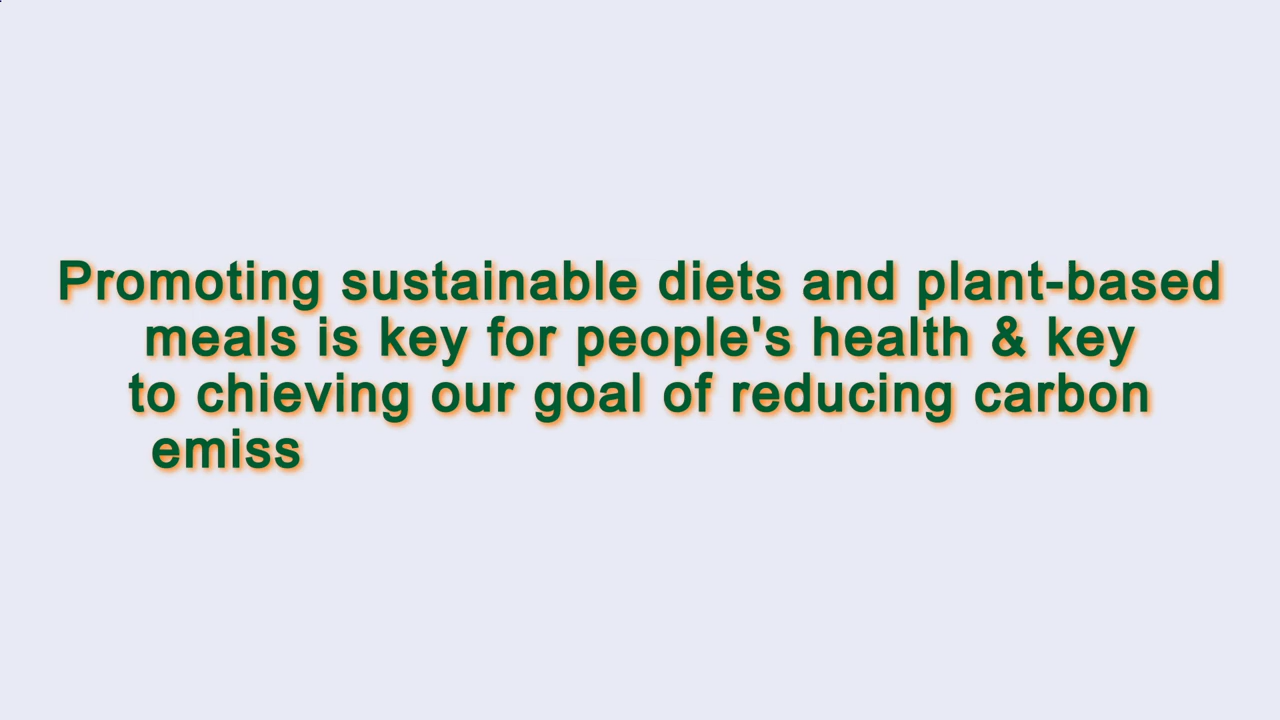 Promoting sustainable diets and plant-based
meals is key for people's health & key
to chieving our goal of reducing carbon
emiss